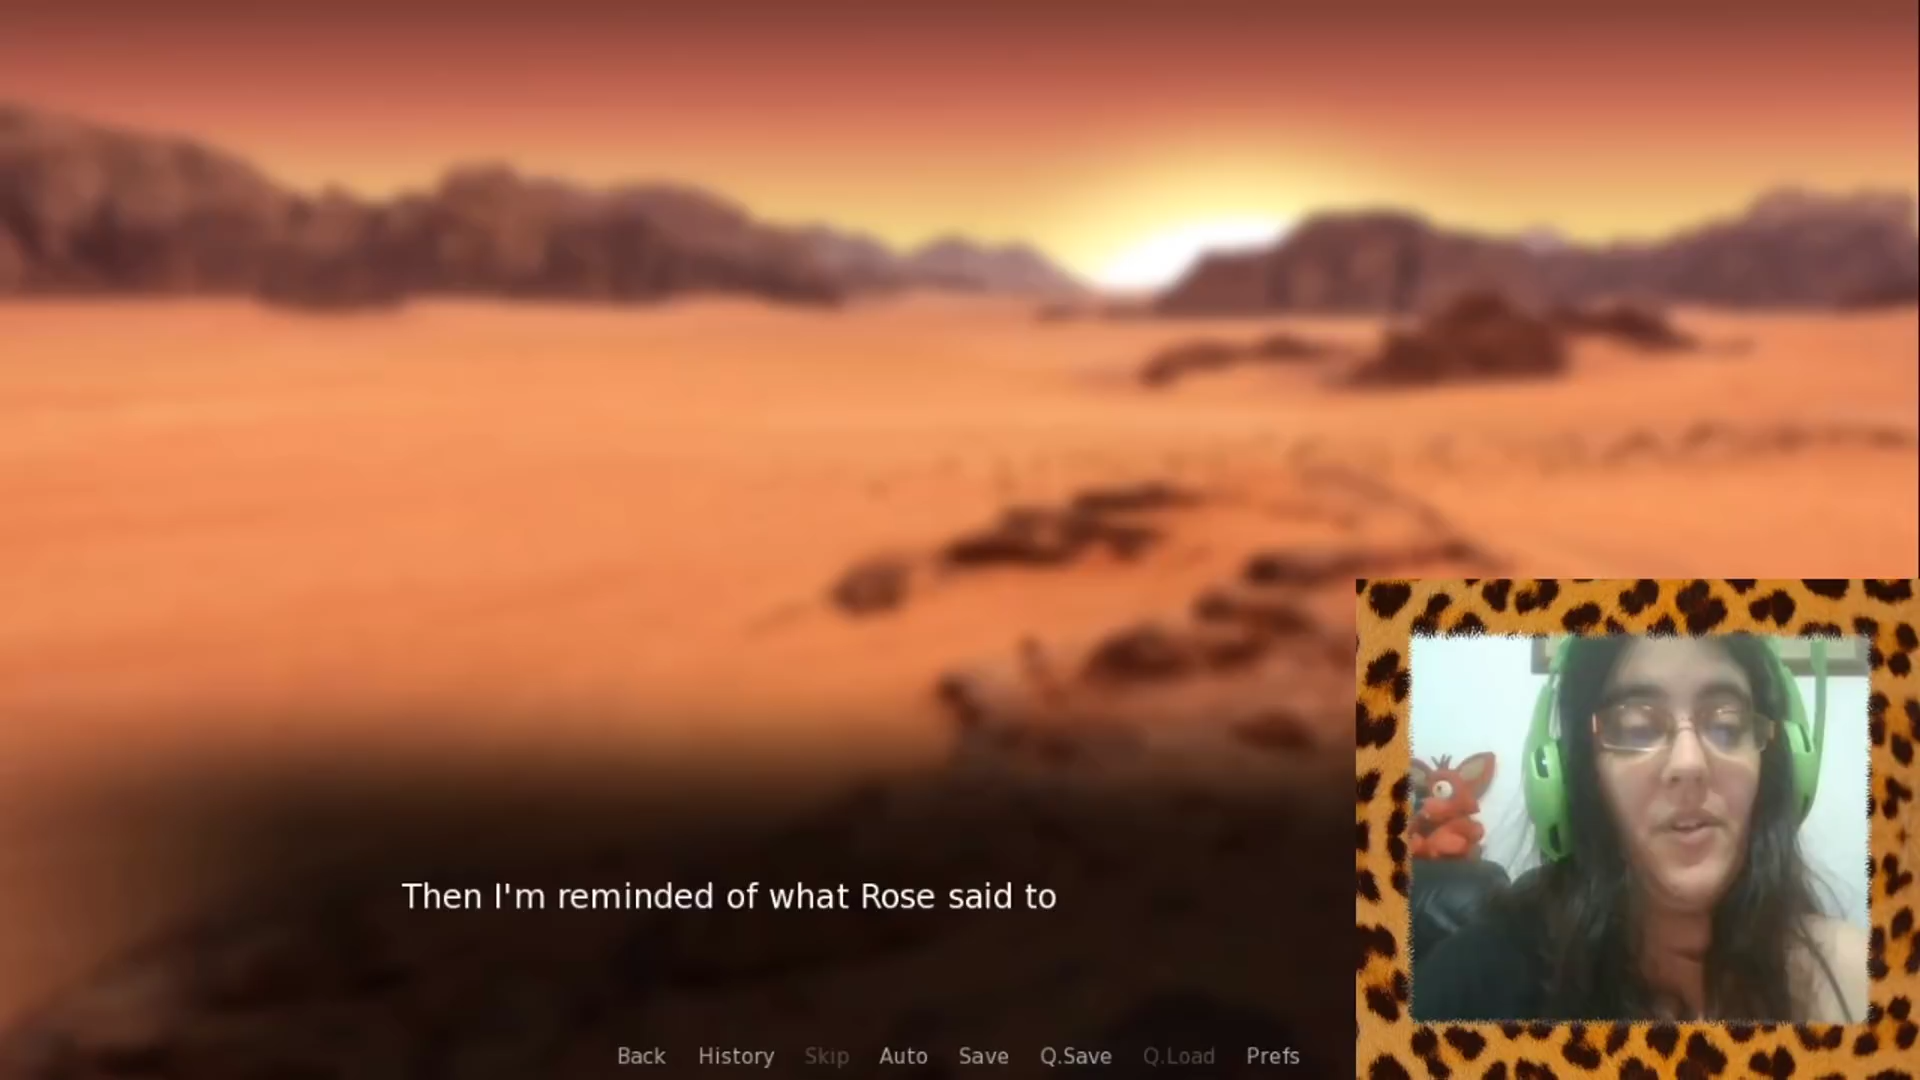 Then I'm reminded of what Rose said to
Back History Skip Auto Save Q.Save Q.Load Prefs